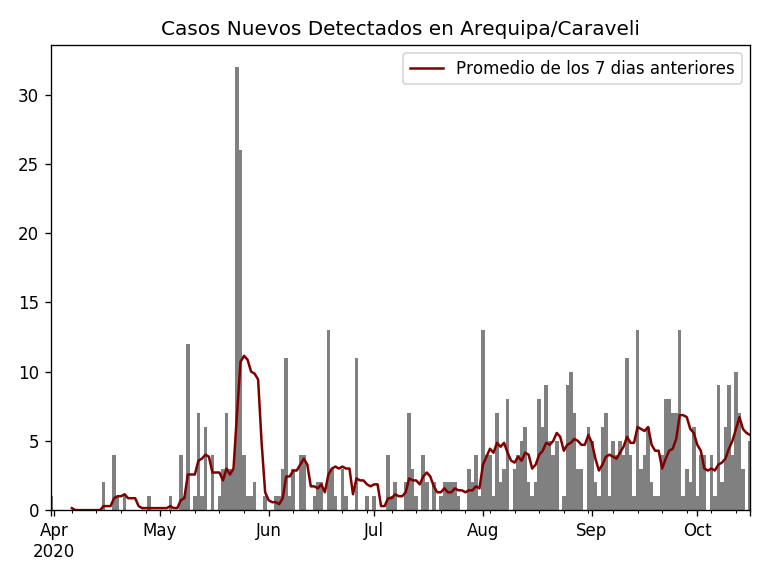 Casos Nuevos Detectados en Arequipa/Caraveli
Promedio de los 7 dias anteriores
30
25
20
15
10
5
0
Apr May Jun Jul Aug Sep Oct
2020